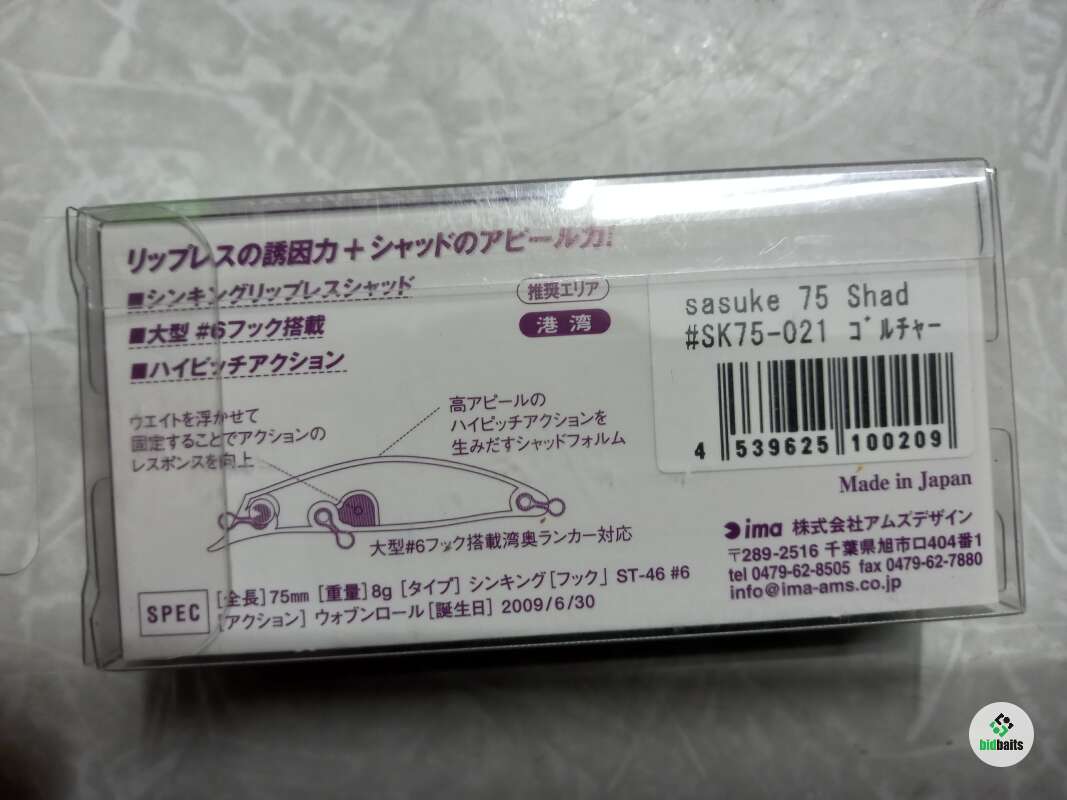 リップレスの誘因力+シャッドのアピール力!
■シンキングリップレスシャッド
■大型 #6フック搭載
■ハイピッチアクション
推奨エリア
港湾
sasuke 75 Shad
#SK75-021 ゴルチャー
4 539625 100209
ウエイトを浮かせて
固定することでアクションの
レスポンスを向上
高アピールの
ハイピッチアクションを
生みだすシャッドフォルム
大型#6フック搭載湾奥ランカー対応
Made in Japan
ima 株式会社アムズデザイン
〒289-2516 千葉県旭市ロ404番1
tel 0479-62-8505 fax 0479-62-7880
info@ima-ams.co.jp
SPEC
[全長]75mm [重量]8g [タイプ] シンキング[フック] ST-46 #6
[アクション] ウォブンロール[誕生日] 2009/6/30
bidbaits